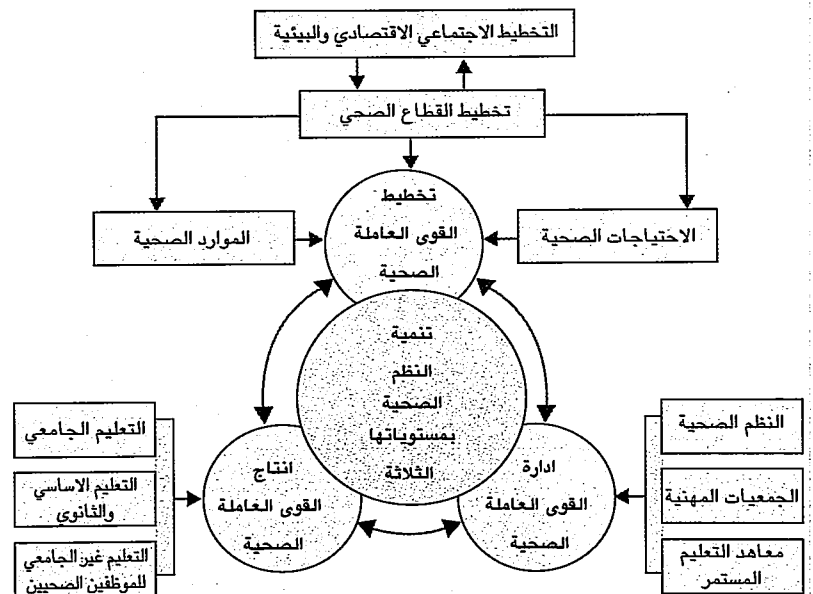 التخطيط الاجتماعي الاقتصادي والبيئية
تخطيط القطاع الصحي
الاحتياجات الصحية
الموارد الصحية
تخطيط
القوى العاملة
الصحية
تنمية
النظم
الصحية
بمستوياتها
الثلاثة
ادارة
القوى العاملة
الصحية
انتاج
القوى العاملة
الصحية
النظم الصحية
الجمعيات المهنية
معاهد التعليم
المستمر
التعليم الجامعي
التعليم الاساسي
والثانوي
التعليم غير الجامعي
للموظفين الصحيين